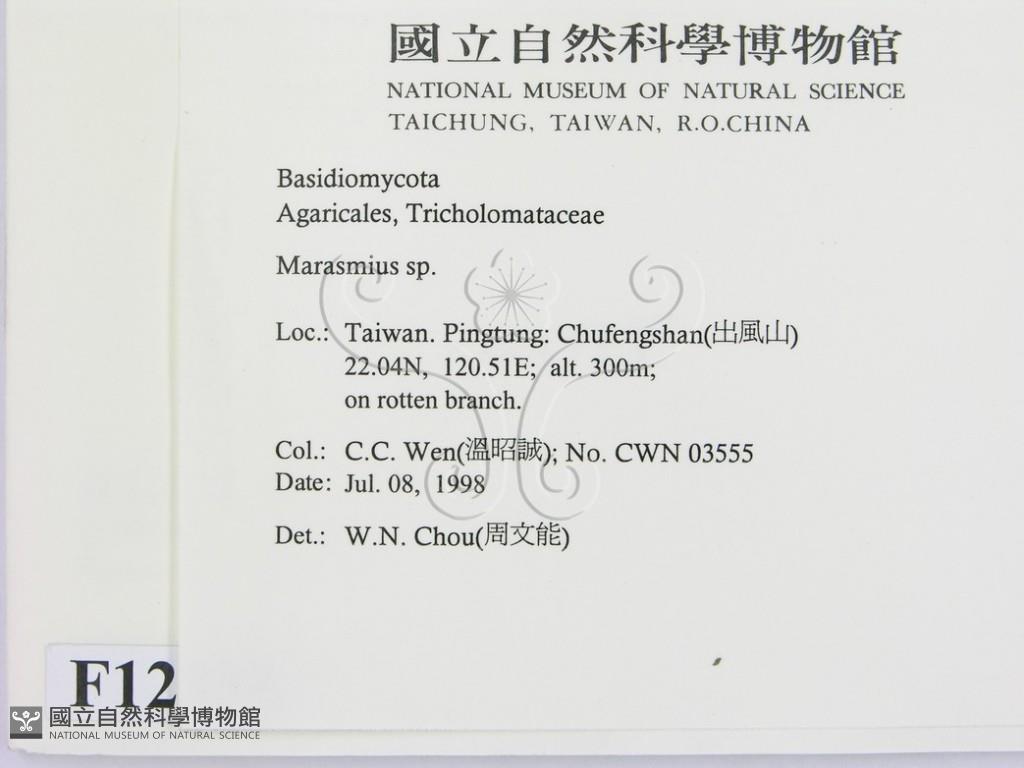 國立自然科學博物館
NATIONAL MUSEUM OF NATURAL SCIENCE
TAICHUNG, TAIWAN, R.O.CHINA
Basidiomycota
Agaricales, Tricholomataceae
Marasmius sp.
Loc.: Taiwan. Pingtung: Chufengshan(出風山)
22.04N, 120.51E; alt. 300m;
on rotten branch.
Col.: C.C. Wen(溫昭誠); No. CWN 03555
Date: Jul. 08, 1998
Det.: W.N. Chou(周文能)
F12
國立自然科學博物館
NATIONAL MUSEUM OF NATURAL SCIENCE